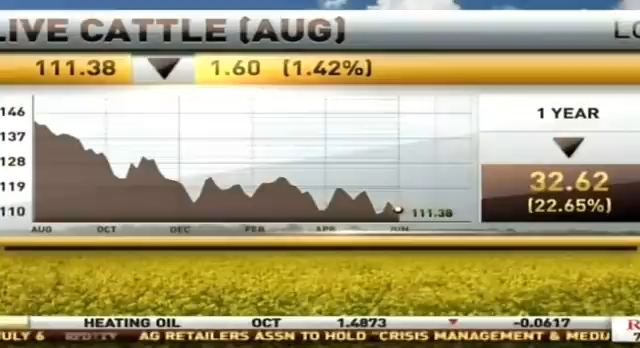 LIVE CATTLE (AUG)
111.38 1.60 (1.42%)
146
137
128
119
110
AUG OCT DEC FEB APR JUN
111.38
1 YEAR
32.62
(22.65%)
HEATING OIL OCT 1.4873 -0.0617
JULY 6 AG RETAILERS ASSN TO HOLD CRISIS MANAGEMENT & MEDIA